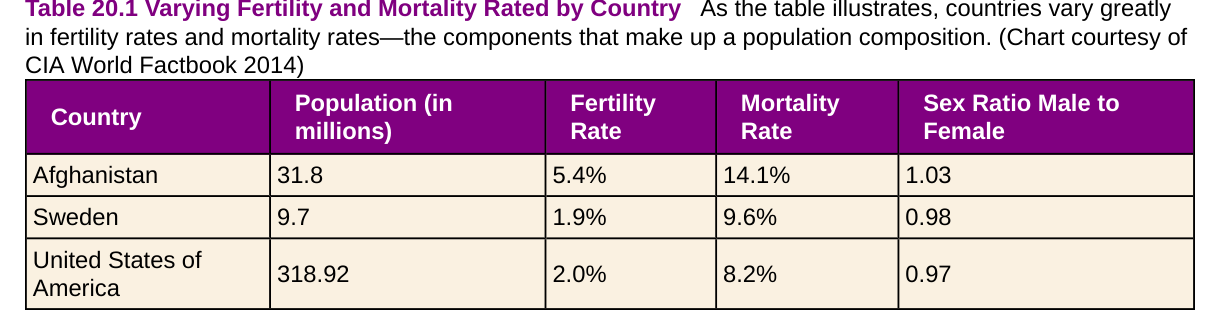 Table 20.1 Varying Fertility and Mortality Rated by Country As the table illustrates, countries vary greatly
in fertility rates and mortality rates—the components that make up a population composition. (Chart courtesy of
CIA World Factbook 2014)
Country Population (in millions) Fertility Rate Mortality Rate Sex Ratio Male to Female
Afghanistan 31.8 5.4% 14.1% 1.03
Sweden 9.7 1.9% 9.6% 0.98
United States of America 318.92 2.0% 8.2% 0.97